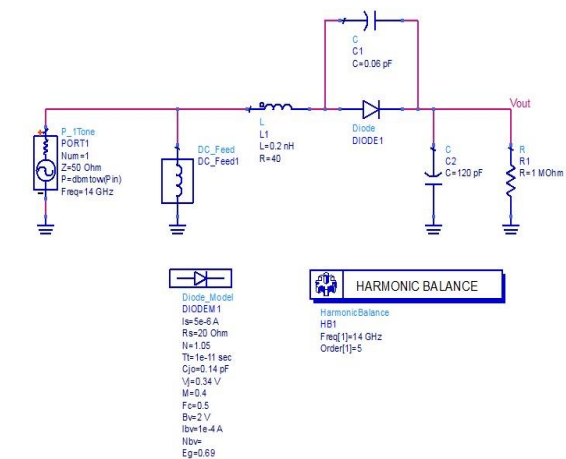 C
C1
C=0.06 pF
Vout
P_1Tone
PORT1
Num=1
Z=50 Ohm
P=dbmtow(Pin)
Freq=14 GHz
DC_Feed
DC_Feed1
L
L1
L=0.2 nH
R=40
Diode
DIODE1
C
C2
C=120 pF
R
R1
R=1 MOhm
Diode_Model
DIODEM1
Is=5e-6 A
Rs=20 Ohm
N=1.05
Tt=1e-11 sec
Cjo=0.14 pF
Vj=0.34 V
M=0.4
Fc=0.5
Bv=2 V
Ibv=1e-4 A
Nbv=
Eg=0.69
HARMONIC BALANCE
HarmonicBalance
HB1
Freq[1]=14 GHz
Order[1]=5